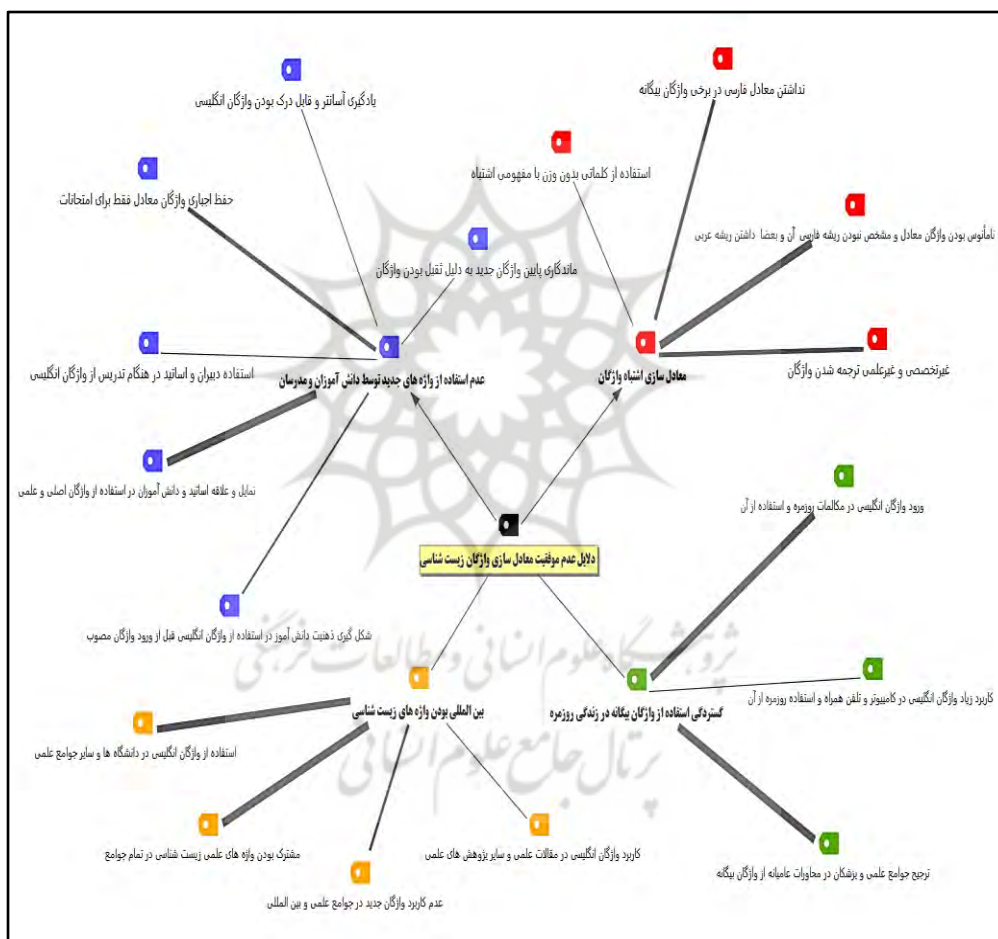 نداشتن معادل فارسی در برخی واژگان بیگانه
یادگیری آسانتر و قابل درک بودن واژگان انگلیسی
استفاده از کلماتی بدون وزن با مفهومی اشتباه
حفظ اجباری واژگان معادل فقط برای امتحانات
نامأنوس بودن واژگان معادل و مشخص نبودن ریشه فارسی آن و بعضا داشتن ریشه عربی
ماندگاری پایین واژگان جدید به دلیل ثقیل بودن واژگان
معادل سازی اشتباه واژگان
عدم استفاده از واژه های جدید توسط دانش آموزان و مدرسان
غیرتخصصی و غیرعلمی ترجمه شدن واژگان
استفاده دبیران و اساتید در هنگام تدریس از واژگان انگلیسی
تمایل و علاقه اساتید و دانش آموزان در استفاده از واژگان اصلی و علمی
ورود واژگان انگلیسی در مکالمات روزمره و استفاده از آن
دلایل عدم موفقیت معادل سازی واژگان زیست شناسی
شکل گیری ذهنیت دانش آموز در استفاده از واژگان انگلیسی قبل از ورود واژگان مصوب
پژوهشگاه علوم انسانی و مطالعات فرهنگی
کاربرد زیاد واژگان انگلیسی در کامپیوتر و تلفن همراه و استفاده روزمره از آن
بین المللی بودن واژه های زیست شناسی
گستردگی استفاده از واژگان بیگانه در زندگی روزمره
استفاده از واژگان انگلیسی در دانشگاه ها و سایر جوامع علمی
پرتال جامع علوم انسانی
مشترک بودن واژه های علمی زیست شناسی در تمام جوامع
کاربرد واژگان انگلیسی در مقالات علمی و سایر پژوهش های علمی
ترجیح جوامع علمی و پزشکان در محاورات عامیانه از واژگان بیگانه
عدم کاربرد واژگان جدید در جوامع علمی و بین المللی